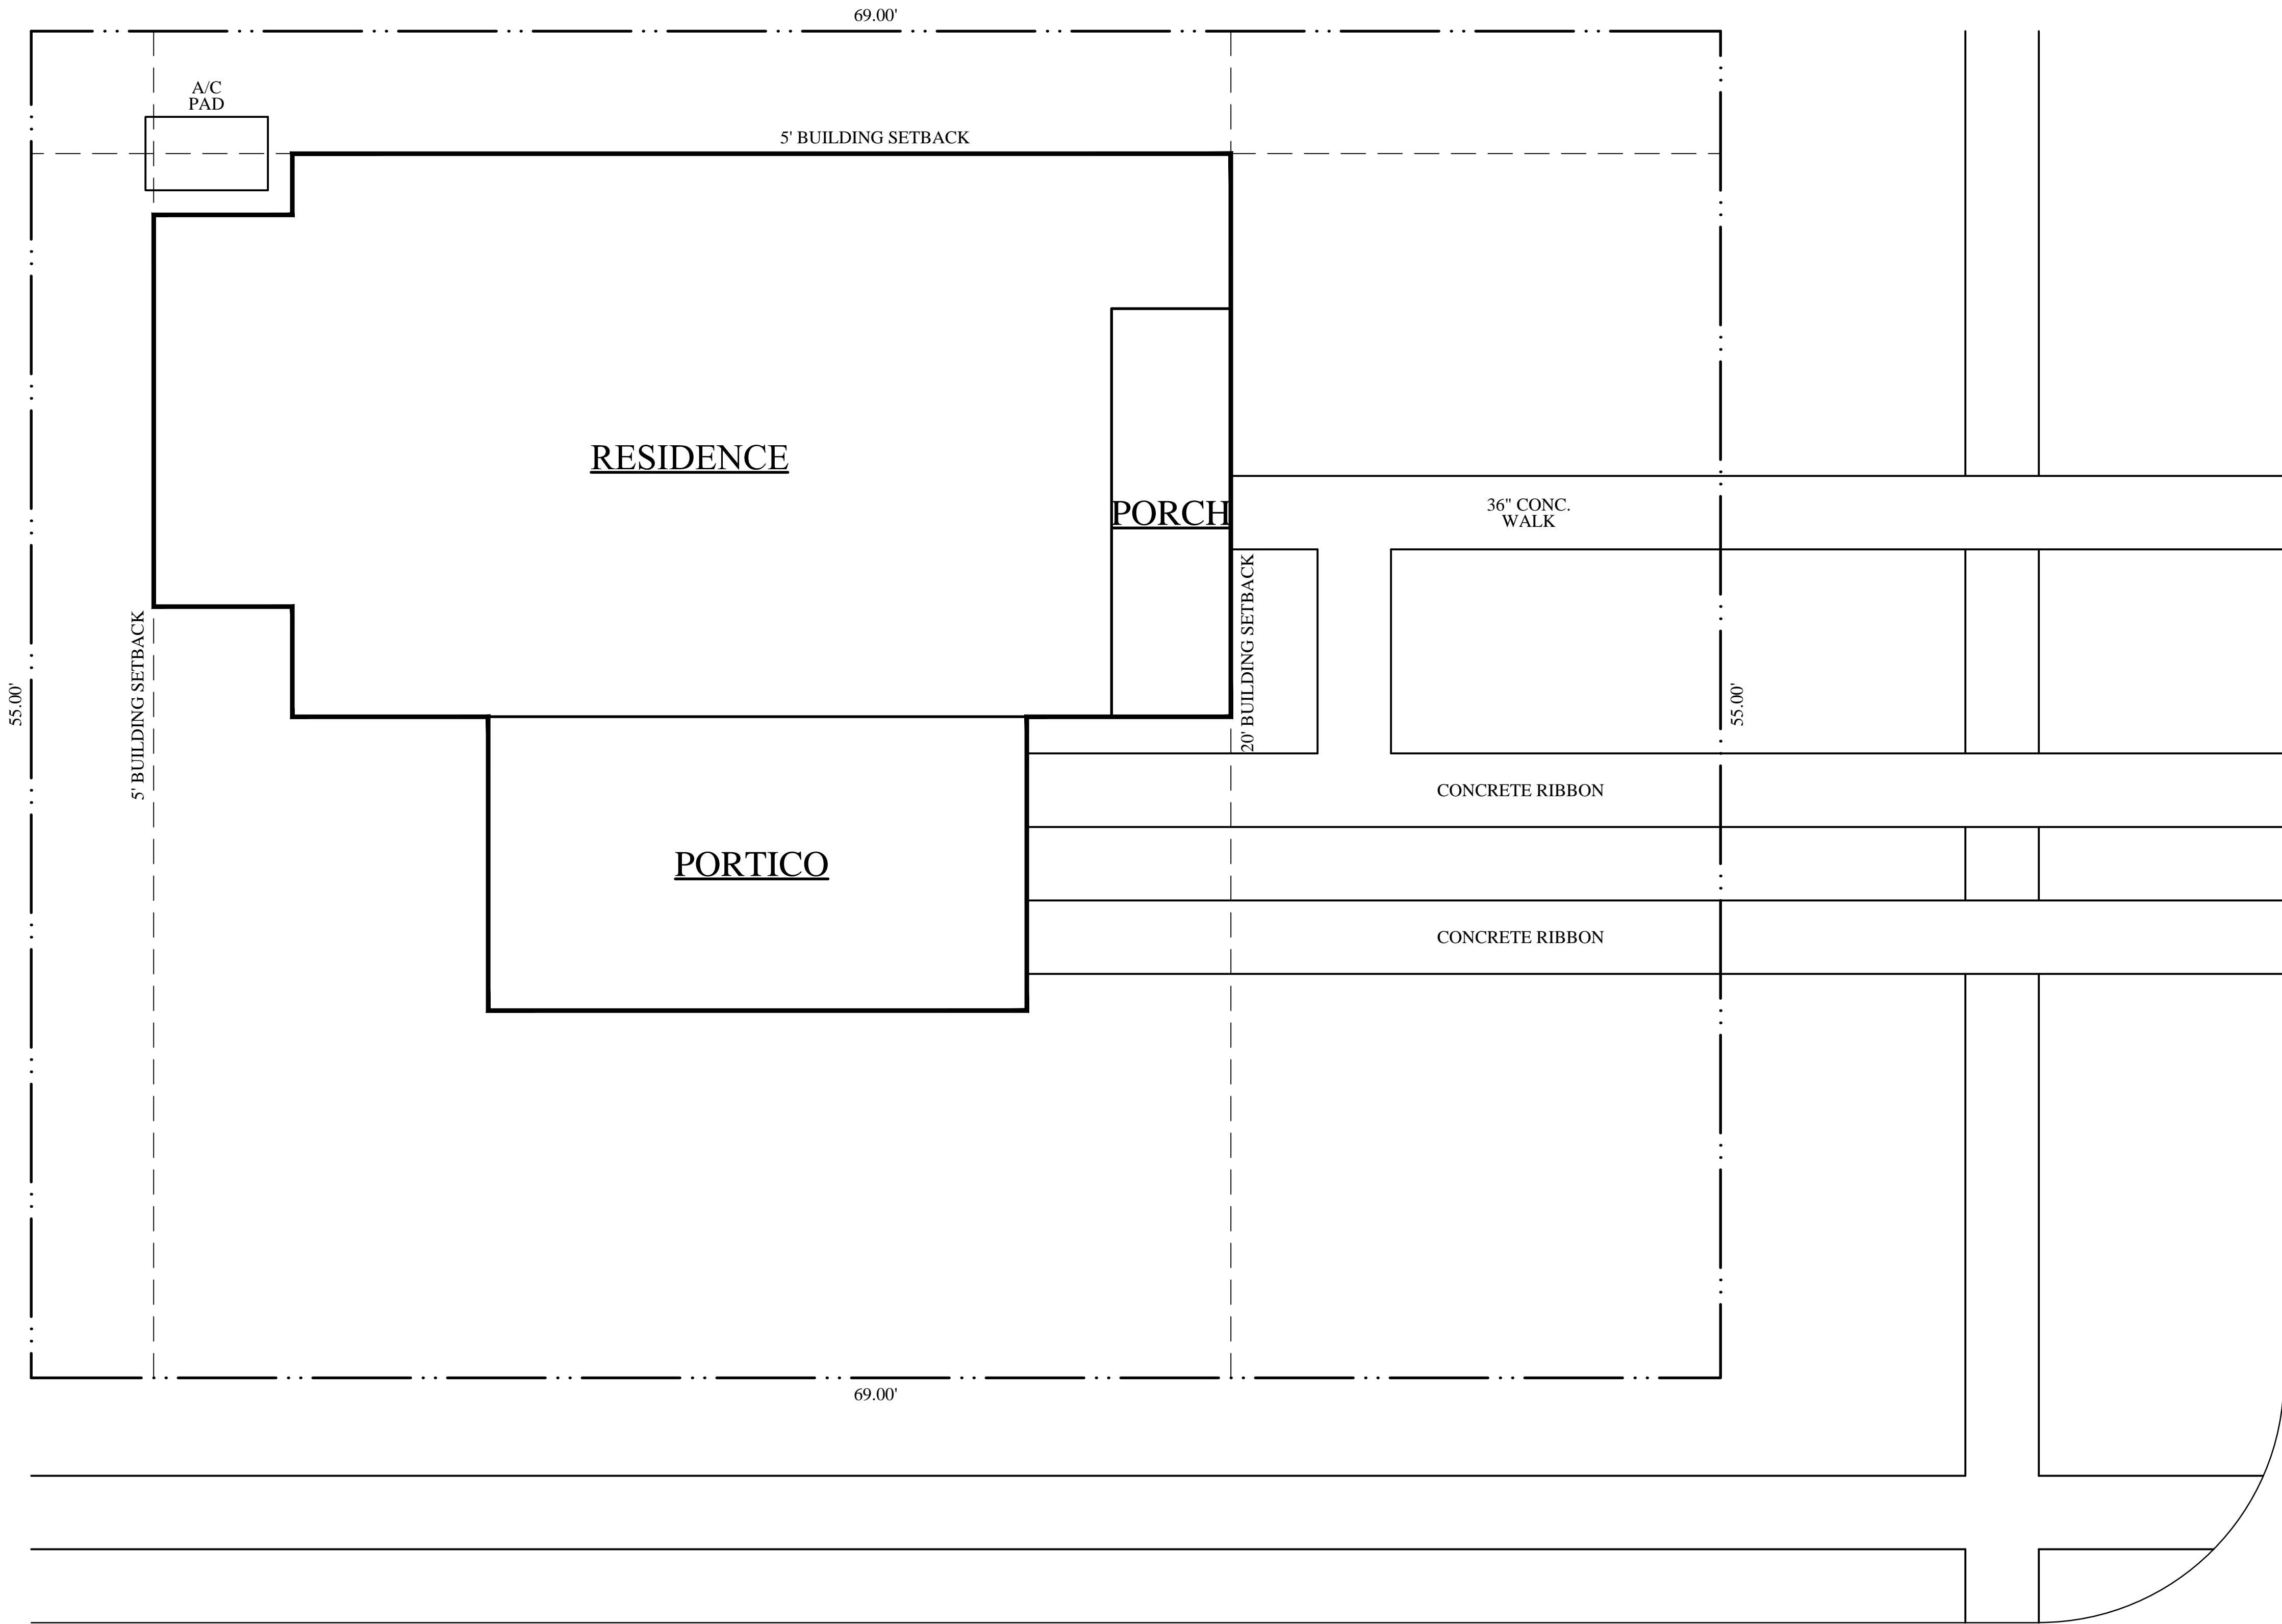 69.00'
A/C
PAD
5' BUILDING SETBACK
RESIDENCE
PORCH
36" CONC.
WALK
20' BUILDING SETBACK
5' BUILDING SETBACK
55.00'
55.00'
CONCRETE RIBBON
PORTICO
CONCRETE RIBBON
69.00'